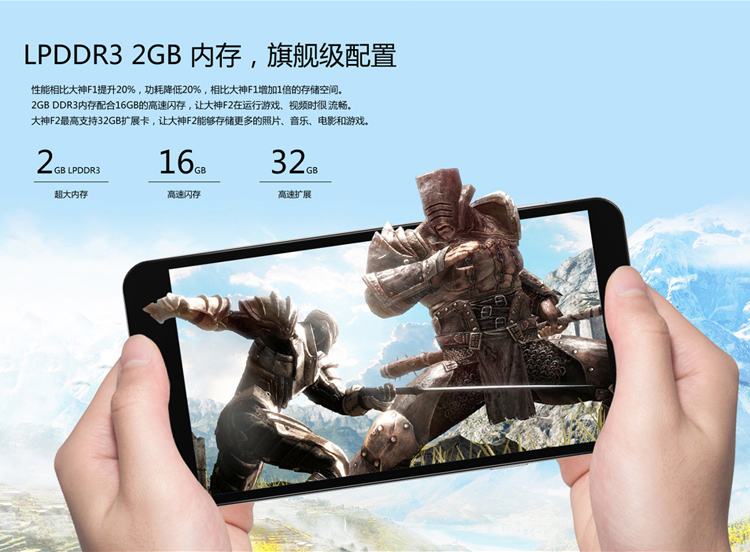 LPDDR3 2GB 内存，旗舰级配置
性能相比大神F1提升20%，功耗降低20%，相比大神F1增加1倍的存储空间。
2GB DDR3内存配合16GB的高速闪存，让大神F2在运行游戏、视频时很 流畅。
大神F2最高支持32GB扩展卡，让大神F2能够存储更多的照片、音乐、电影和游戏。
2GB LPDDR3 16GB 32GB
超大内存 高速闪存 高速扩展